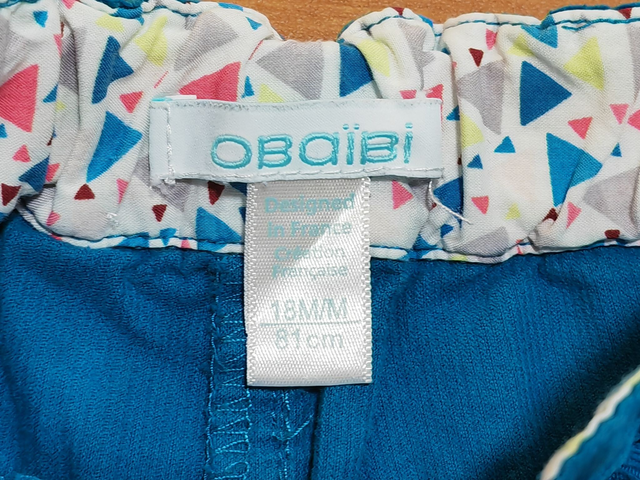 OBaïBi
Designed
in France
Création
Française
18M/M
81cm